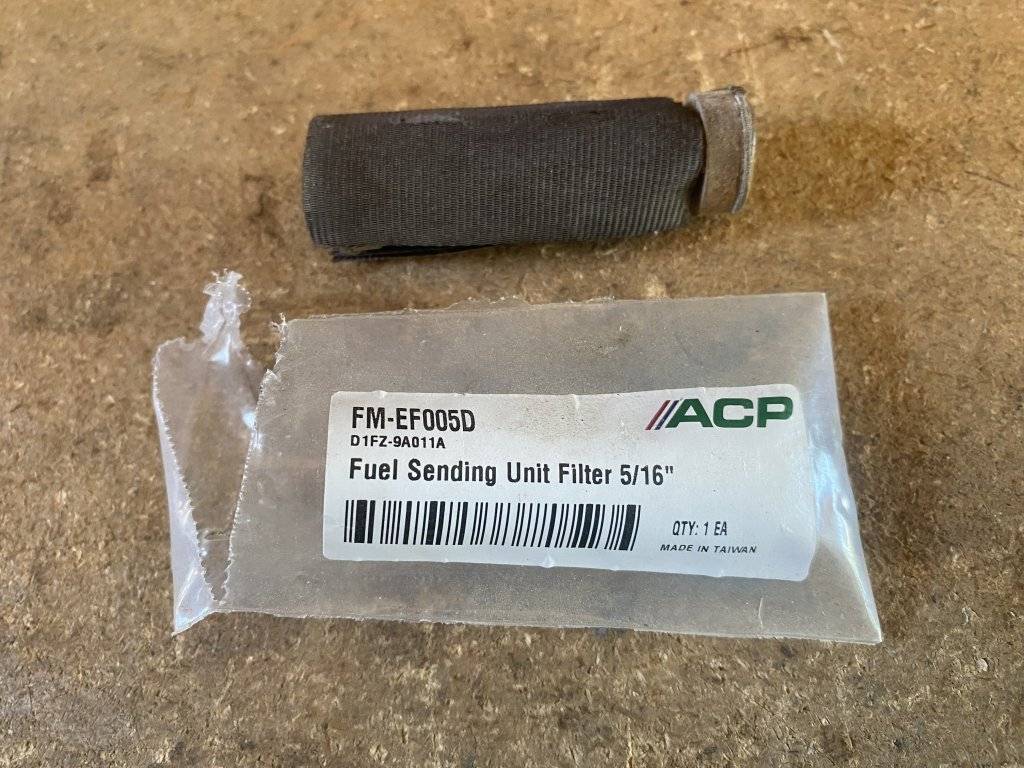 FM-EF005D
ACP
D1FZ-9A011A
Fuel Sending Unit Filter 5/16"
QTY: 1 EA
MADE IN TAIWAN